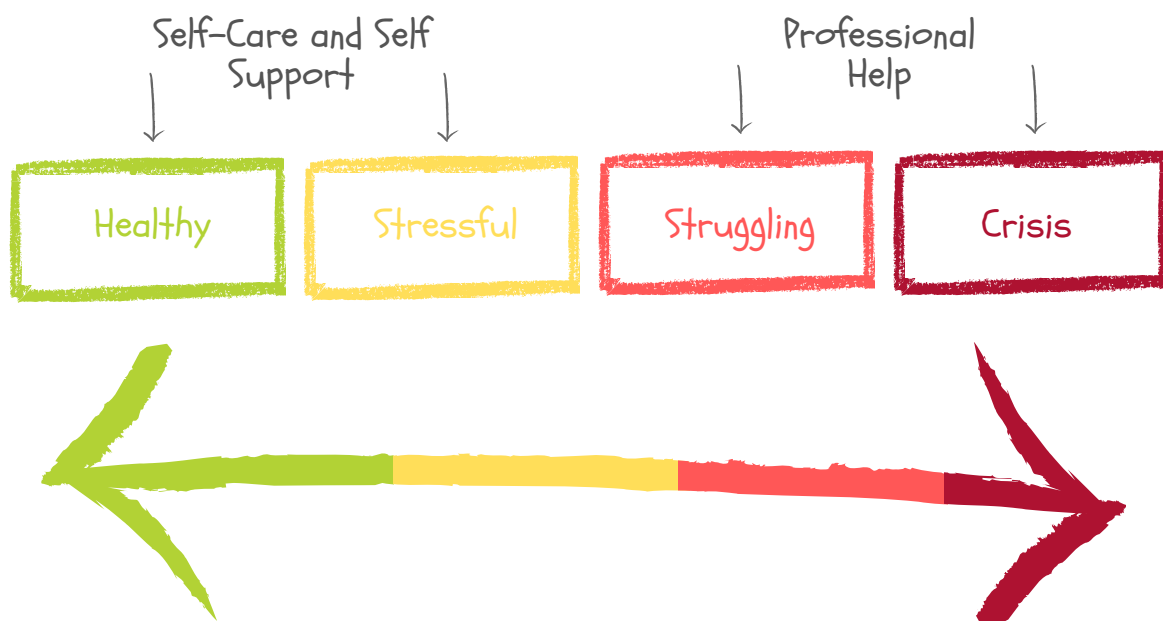 Self-Care and Self
Support
Professional
Help
Healthy
Stressful
Struggling
Crisis